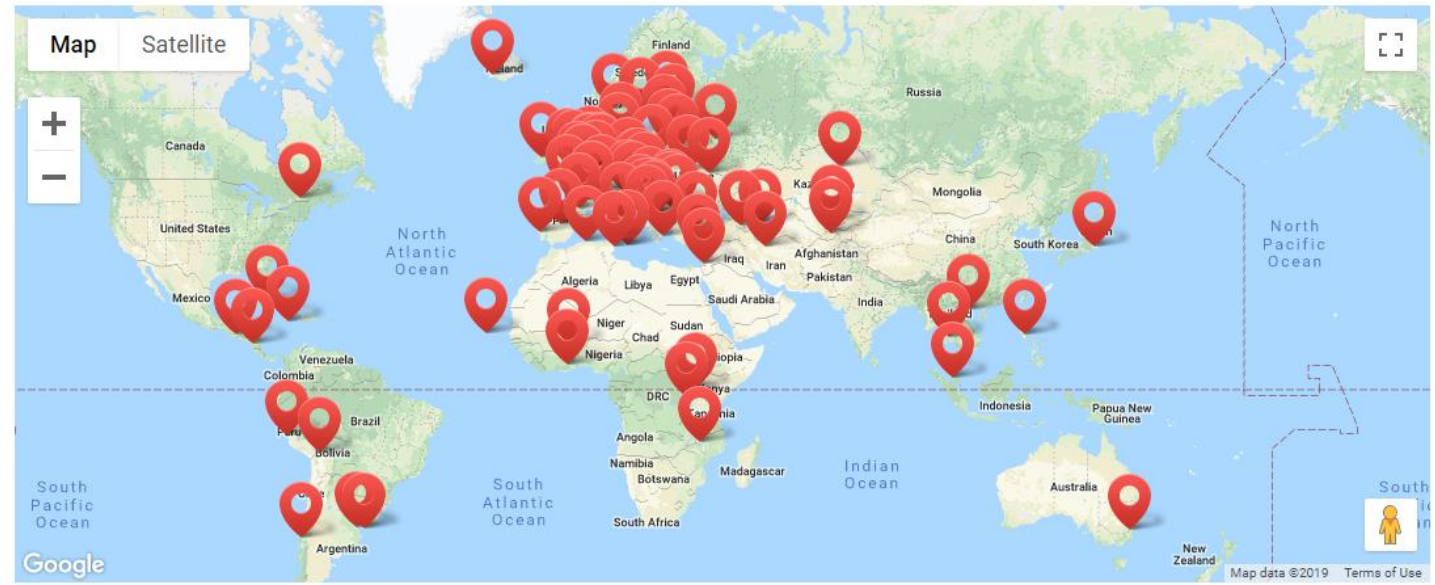 Map
Satellite
Finland
Russia
Canada
Mongolia
United States
North
Atlantic
Ocean
North
Pacific
Ocean
China
South Korea
Afghanistan
Iraq
Iran
Pakistan
Algeria
Libya
Egypt
Saudi Arabia
India
Mexico
Niger
Sudan
Chad
Nigeria
Venezuela
Colombia
DRC
Indonesia
Papua New
Guinea
Brazil
Angola
Bolivia
Namibia
Botswana
Madagascar
Indian
Ocean
Australia
South
Pacific
Ocean
South
Atlantic
Ocean
South
South Africa
Argentina
New
Zealand
Google
Map data ©2019
Terms of Use